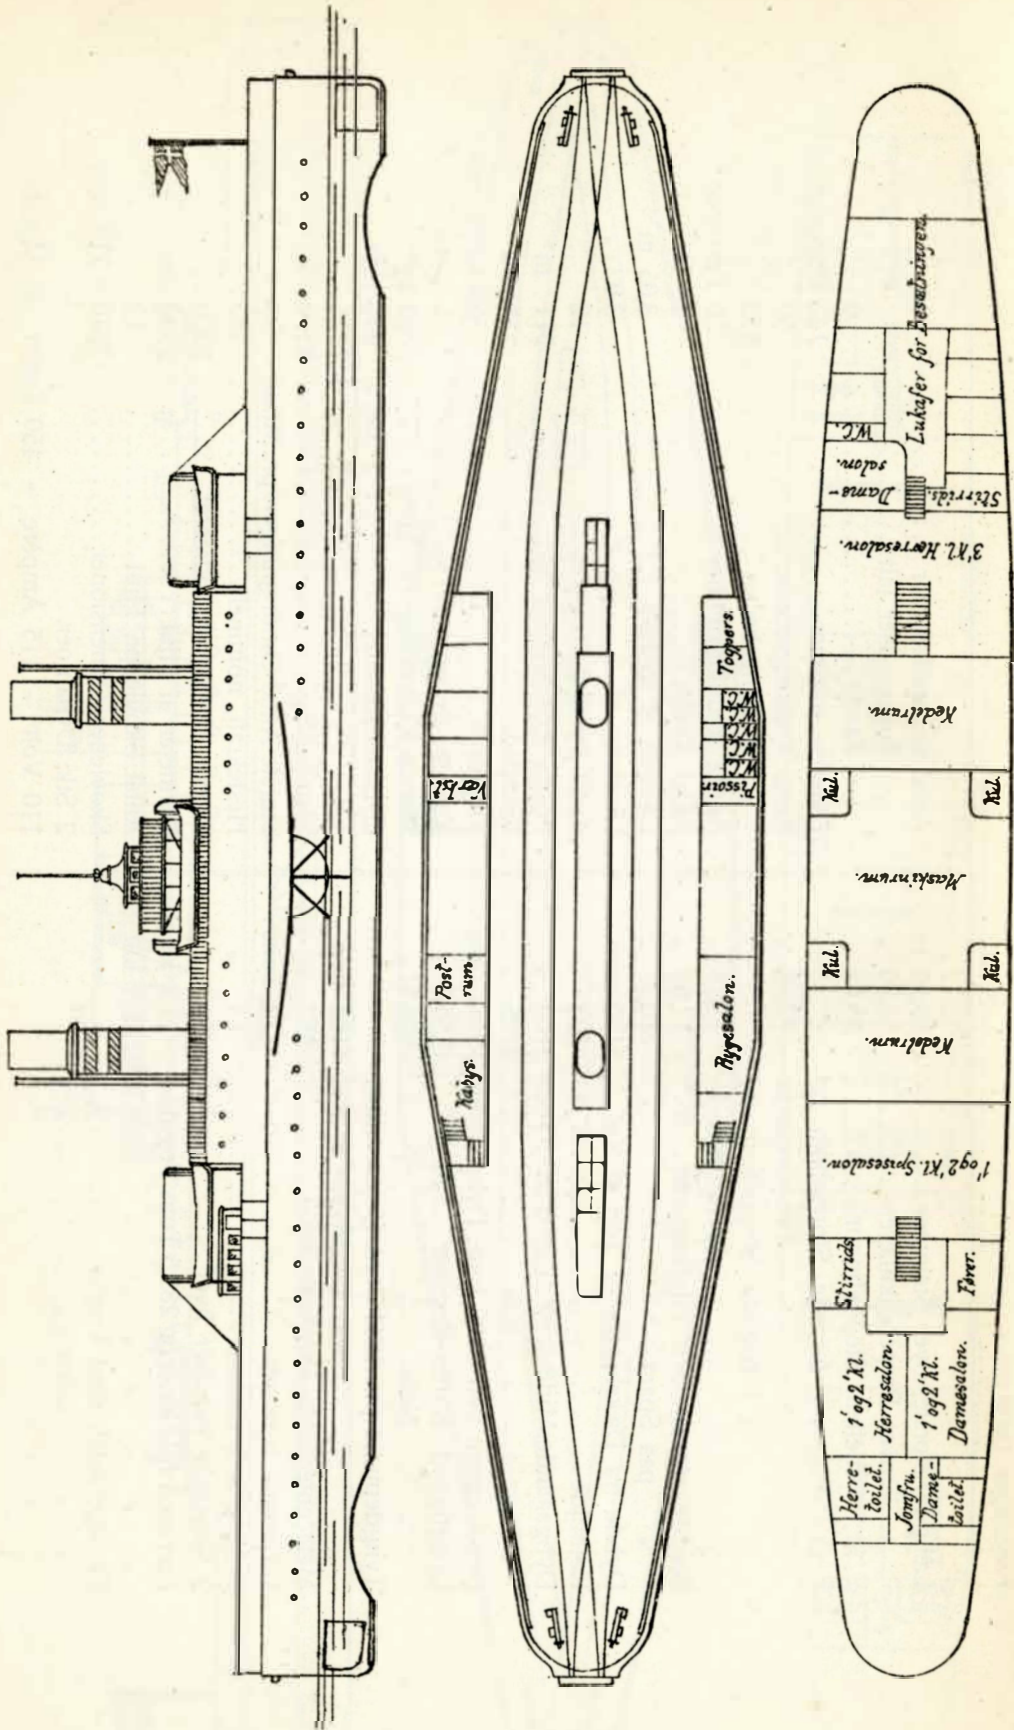 Værkst.
Post-
rum.
Kabys.
Togpers.
W.C.
W.C.
W.C.
W.C.
W.C.
Pissoir
Rygesalon.
Lukafer for Besætningen.
W.C.
Dame-
salon.
Stirrids.
3' Kl. Herresalon.
Kedelrum.
Kul.
Kul.
Maskinrum.
Kul.
Kul.
Kedelrum.
1' og 2' Kl. Spisesalon.
Stirrids.
Fører.
1' og 2' Kl.
Herresalon.
1' og 2' Kl.
Damesalon.
Herre-
toilet.
Jomfru.
Dame-
toilet.